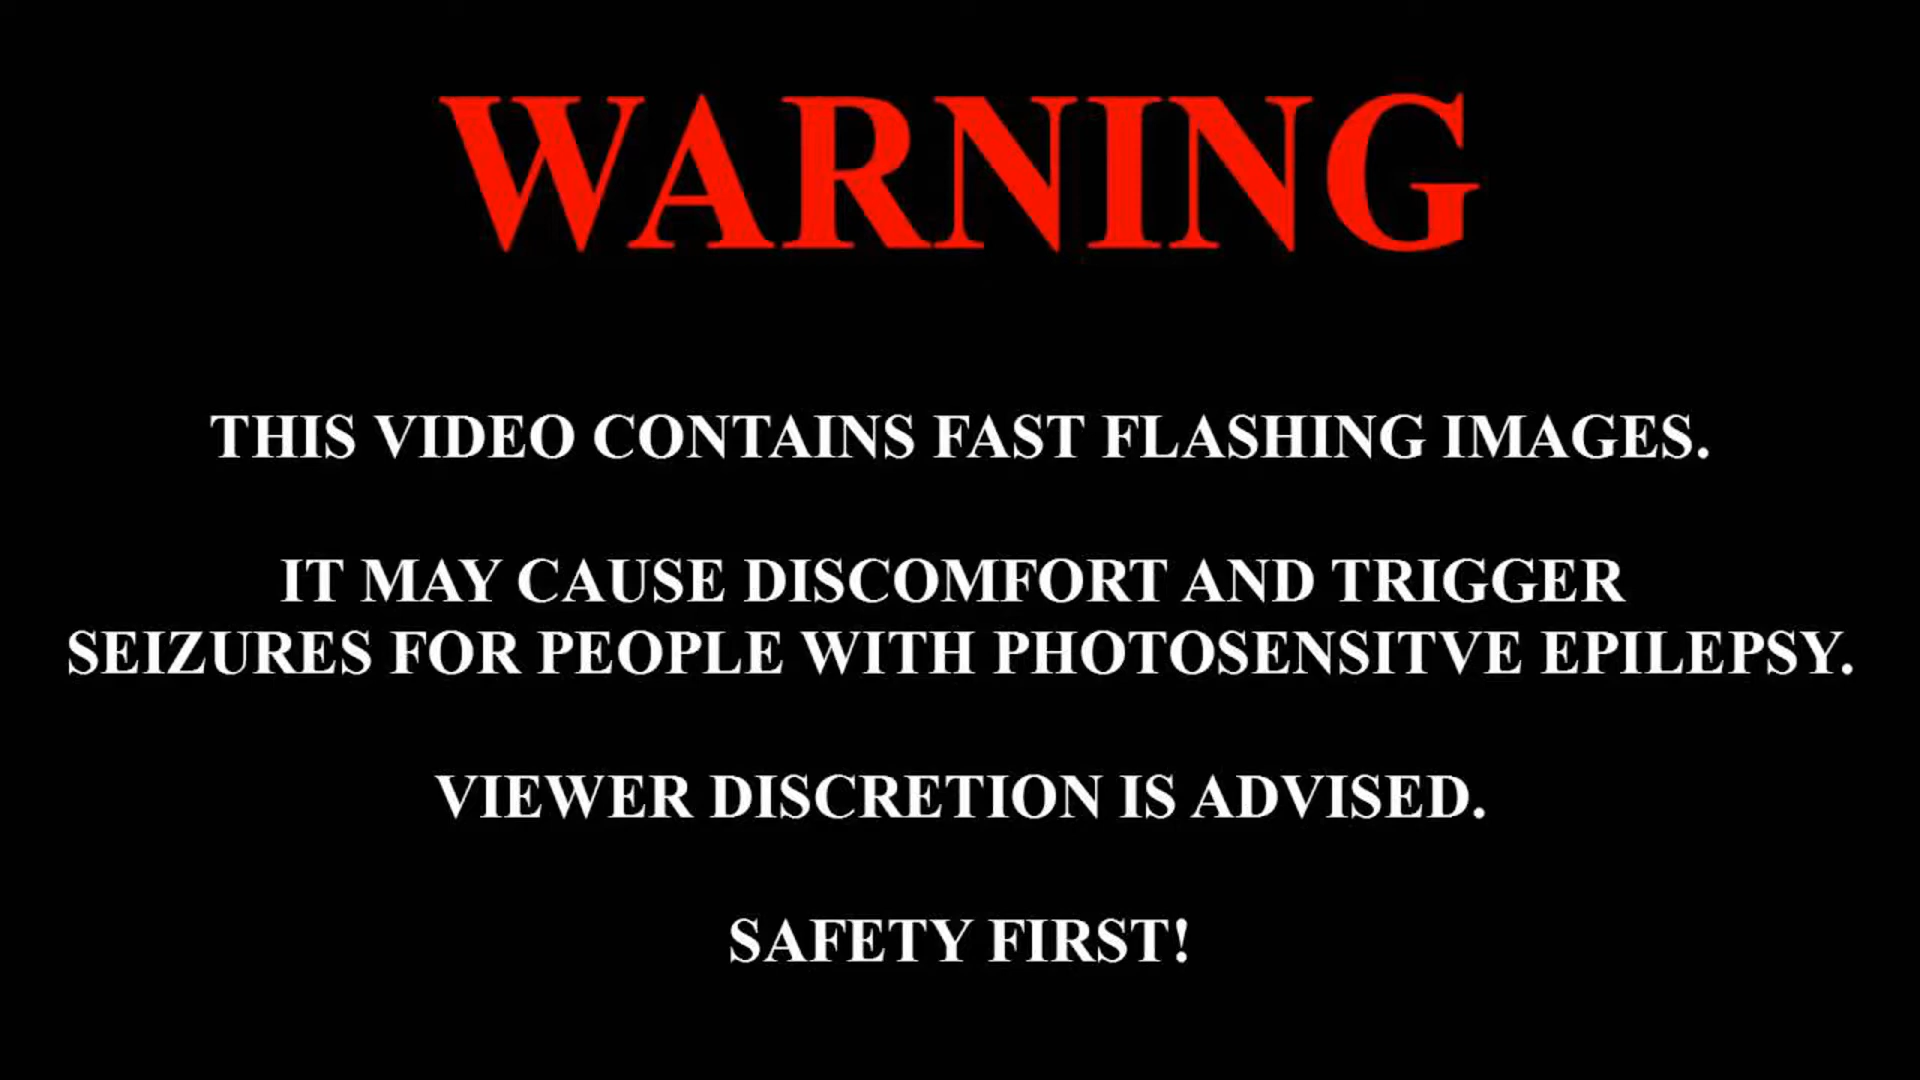 WARNING
THIS VIDEO CONTAINS FAST FLASHING IMAGES.
IT MAY CAUSE DISCOMFORT AND TRIGGER
SEIZURES FOR PEOPLE WITH PHOTOSENSITVE EPILEPSY.
VIEWER DISCRETION IS ADVISED.
SAFETY FIRST!